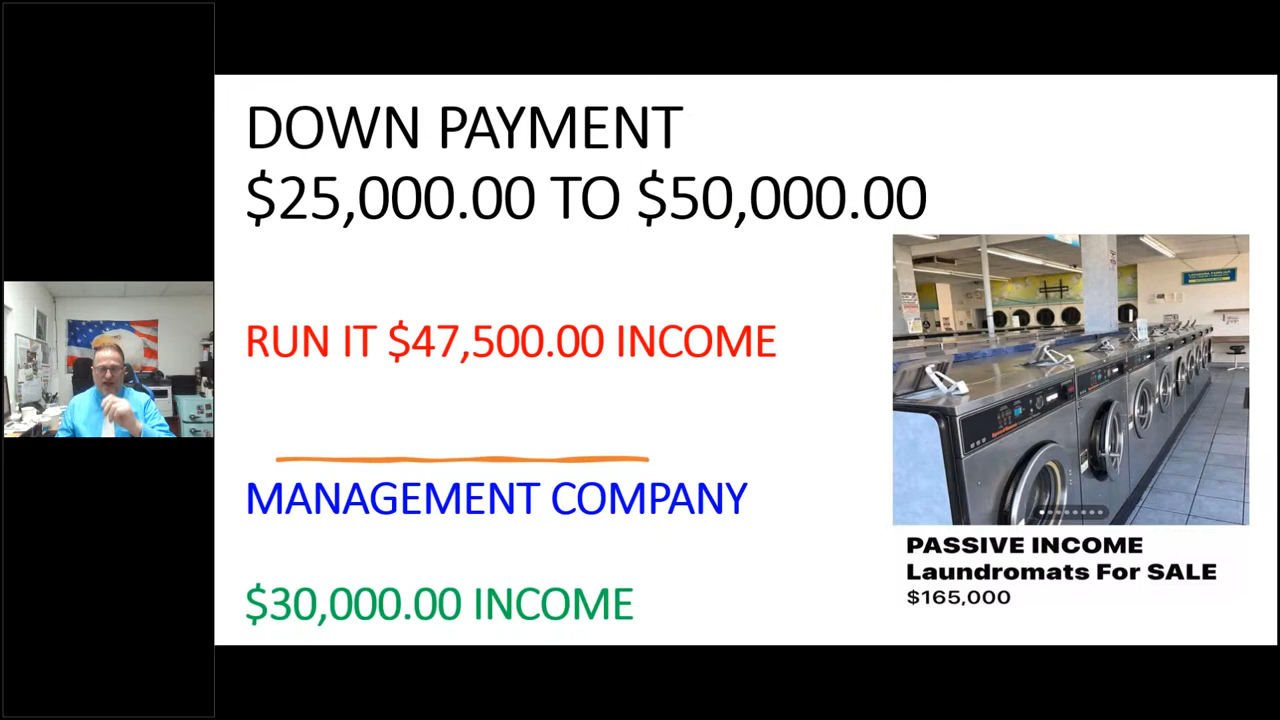 DOWN PAYMENT
$25,000.00 TO $50,000.00
RUN IT $47,500.00 INCOME
MANAGEMENT COMPANY
$30,000.00 INCOME
PASSIVE INCOME
Laundromats For SALE
$165,000